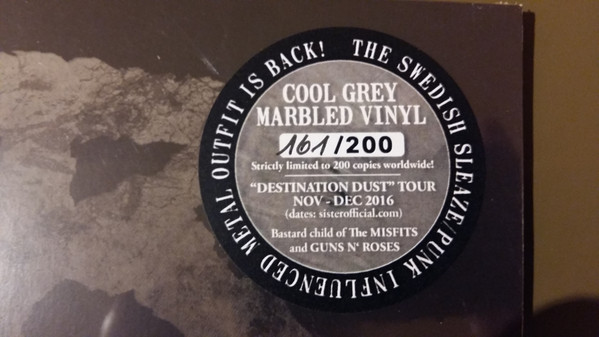 THE SWEDISH SLEAZE/PUNK INFLUENCED METAL OUTFIT IS BACK!
COOL GREY
MARBLED VINYL
161/200
Strictly limited to 200 copies worldwide!
"DESTINATION DUST" TOUR
NOV - DEC 2016
(dates: sisterofficial.com)
Bastard child of The MISFITS
and GUNS N' ROSES